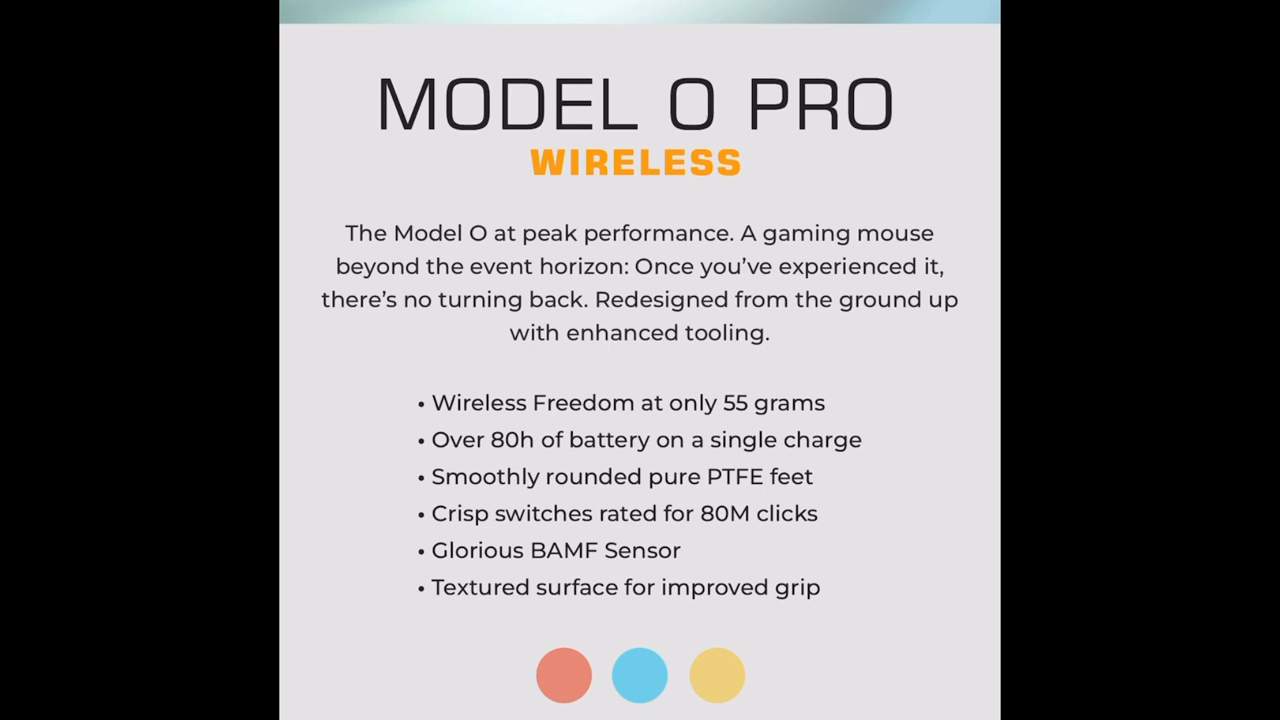 MODEL O PRO
WIRELESS
The Model O at peak performance. A gaming mouse
beyond the event horizon: Once you’ve experienced it,
there’s no turning back. Redesigned from the ground up
with enhanced tooling.
• Wireless Freedom at only 55 grams
• Over 80h of battery on a single charge
• Smoothly rounded pure PTFE feet
• Crisp switches rated for 80M clicks
• Glorious BAMF Sensor
• Textured surface for improved grip